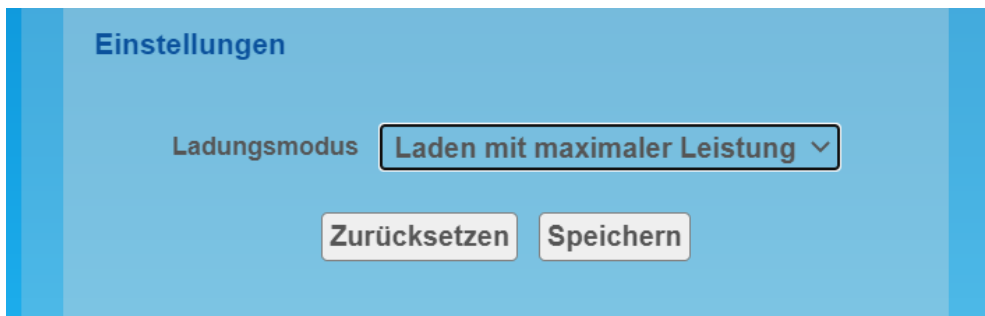 Einstellungen
Ladungsmodus Laden mit maximaler Leistung
Zurücksetzen Speichern